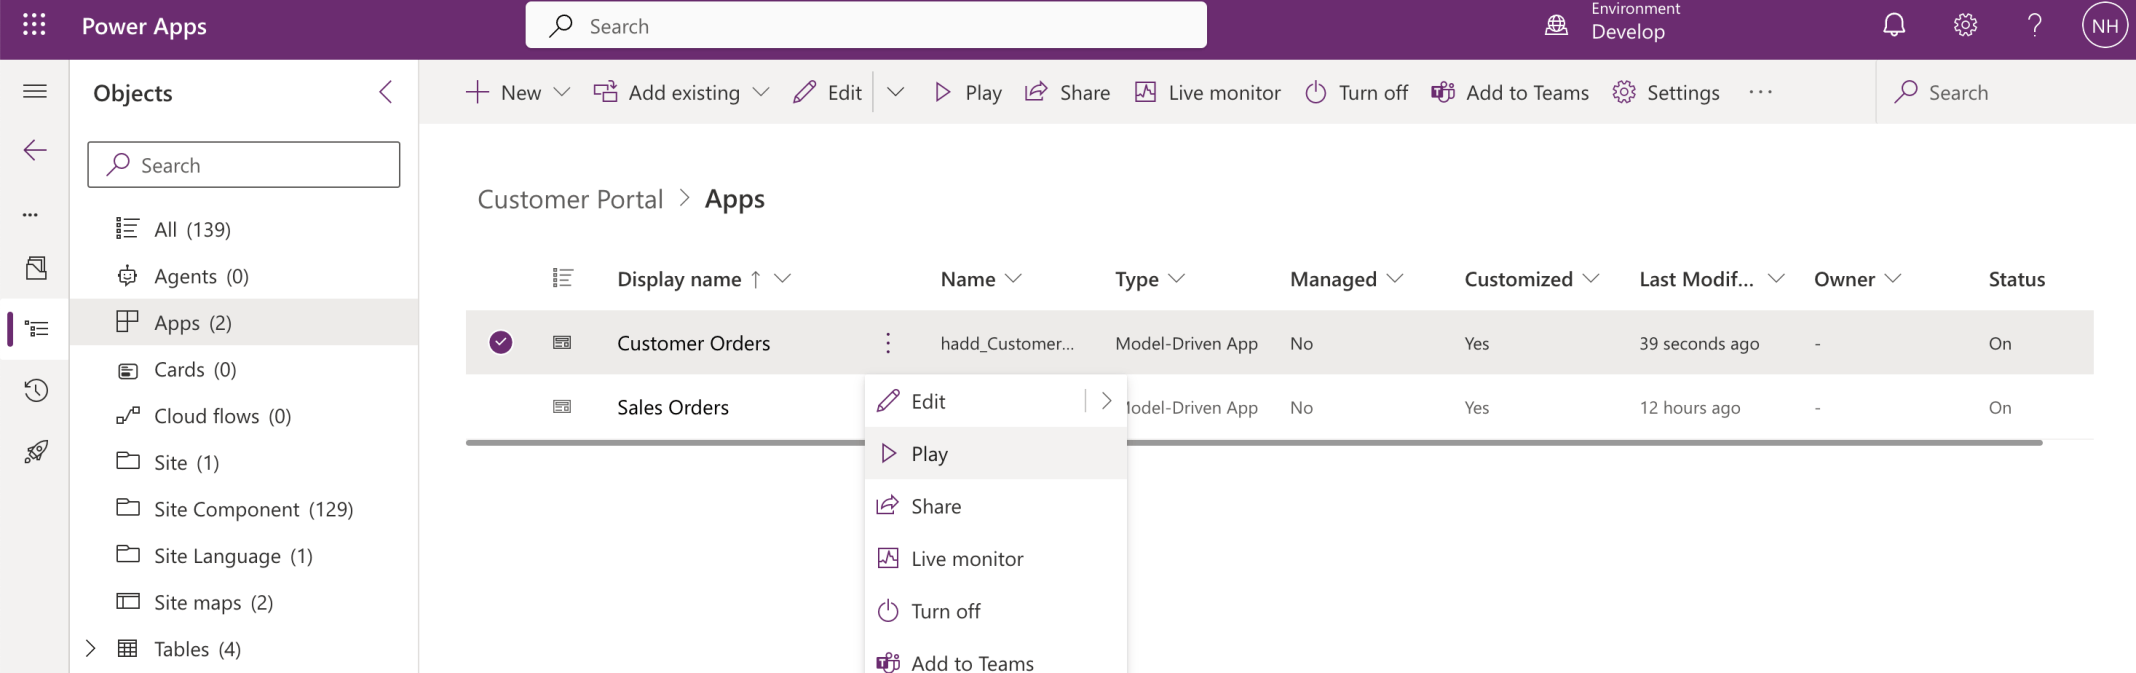 Power Apps
Search
Environment
Develop
NH
Objects
New
Add existing
Edit
Play
Share
Live monitor
Turn off
Add to Teams
Settings
Search
Search
Customer Portal > Apps
All (139)
Agents (0)
Apps (2)
Cards (0)
Cloud flows (0)
Site (1)
Site Component (129)
Site Language (1)
Site maps (2)
Tables (4)
Display name ↑ Name Type Managed Customized Last Modif... Owner Status
Customer Orders hadd_Customer... Model-Driven App No Yes 39 seconds ago - On
Sales Orders Model-Driven App No Yes 12 hours ago - On
Edit
Play
Share
Live monitor
Turn off
Add to Teams